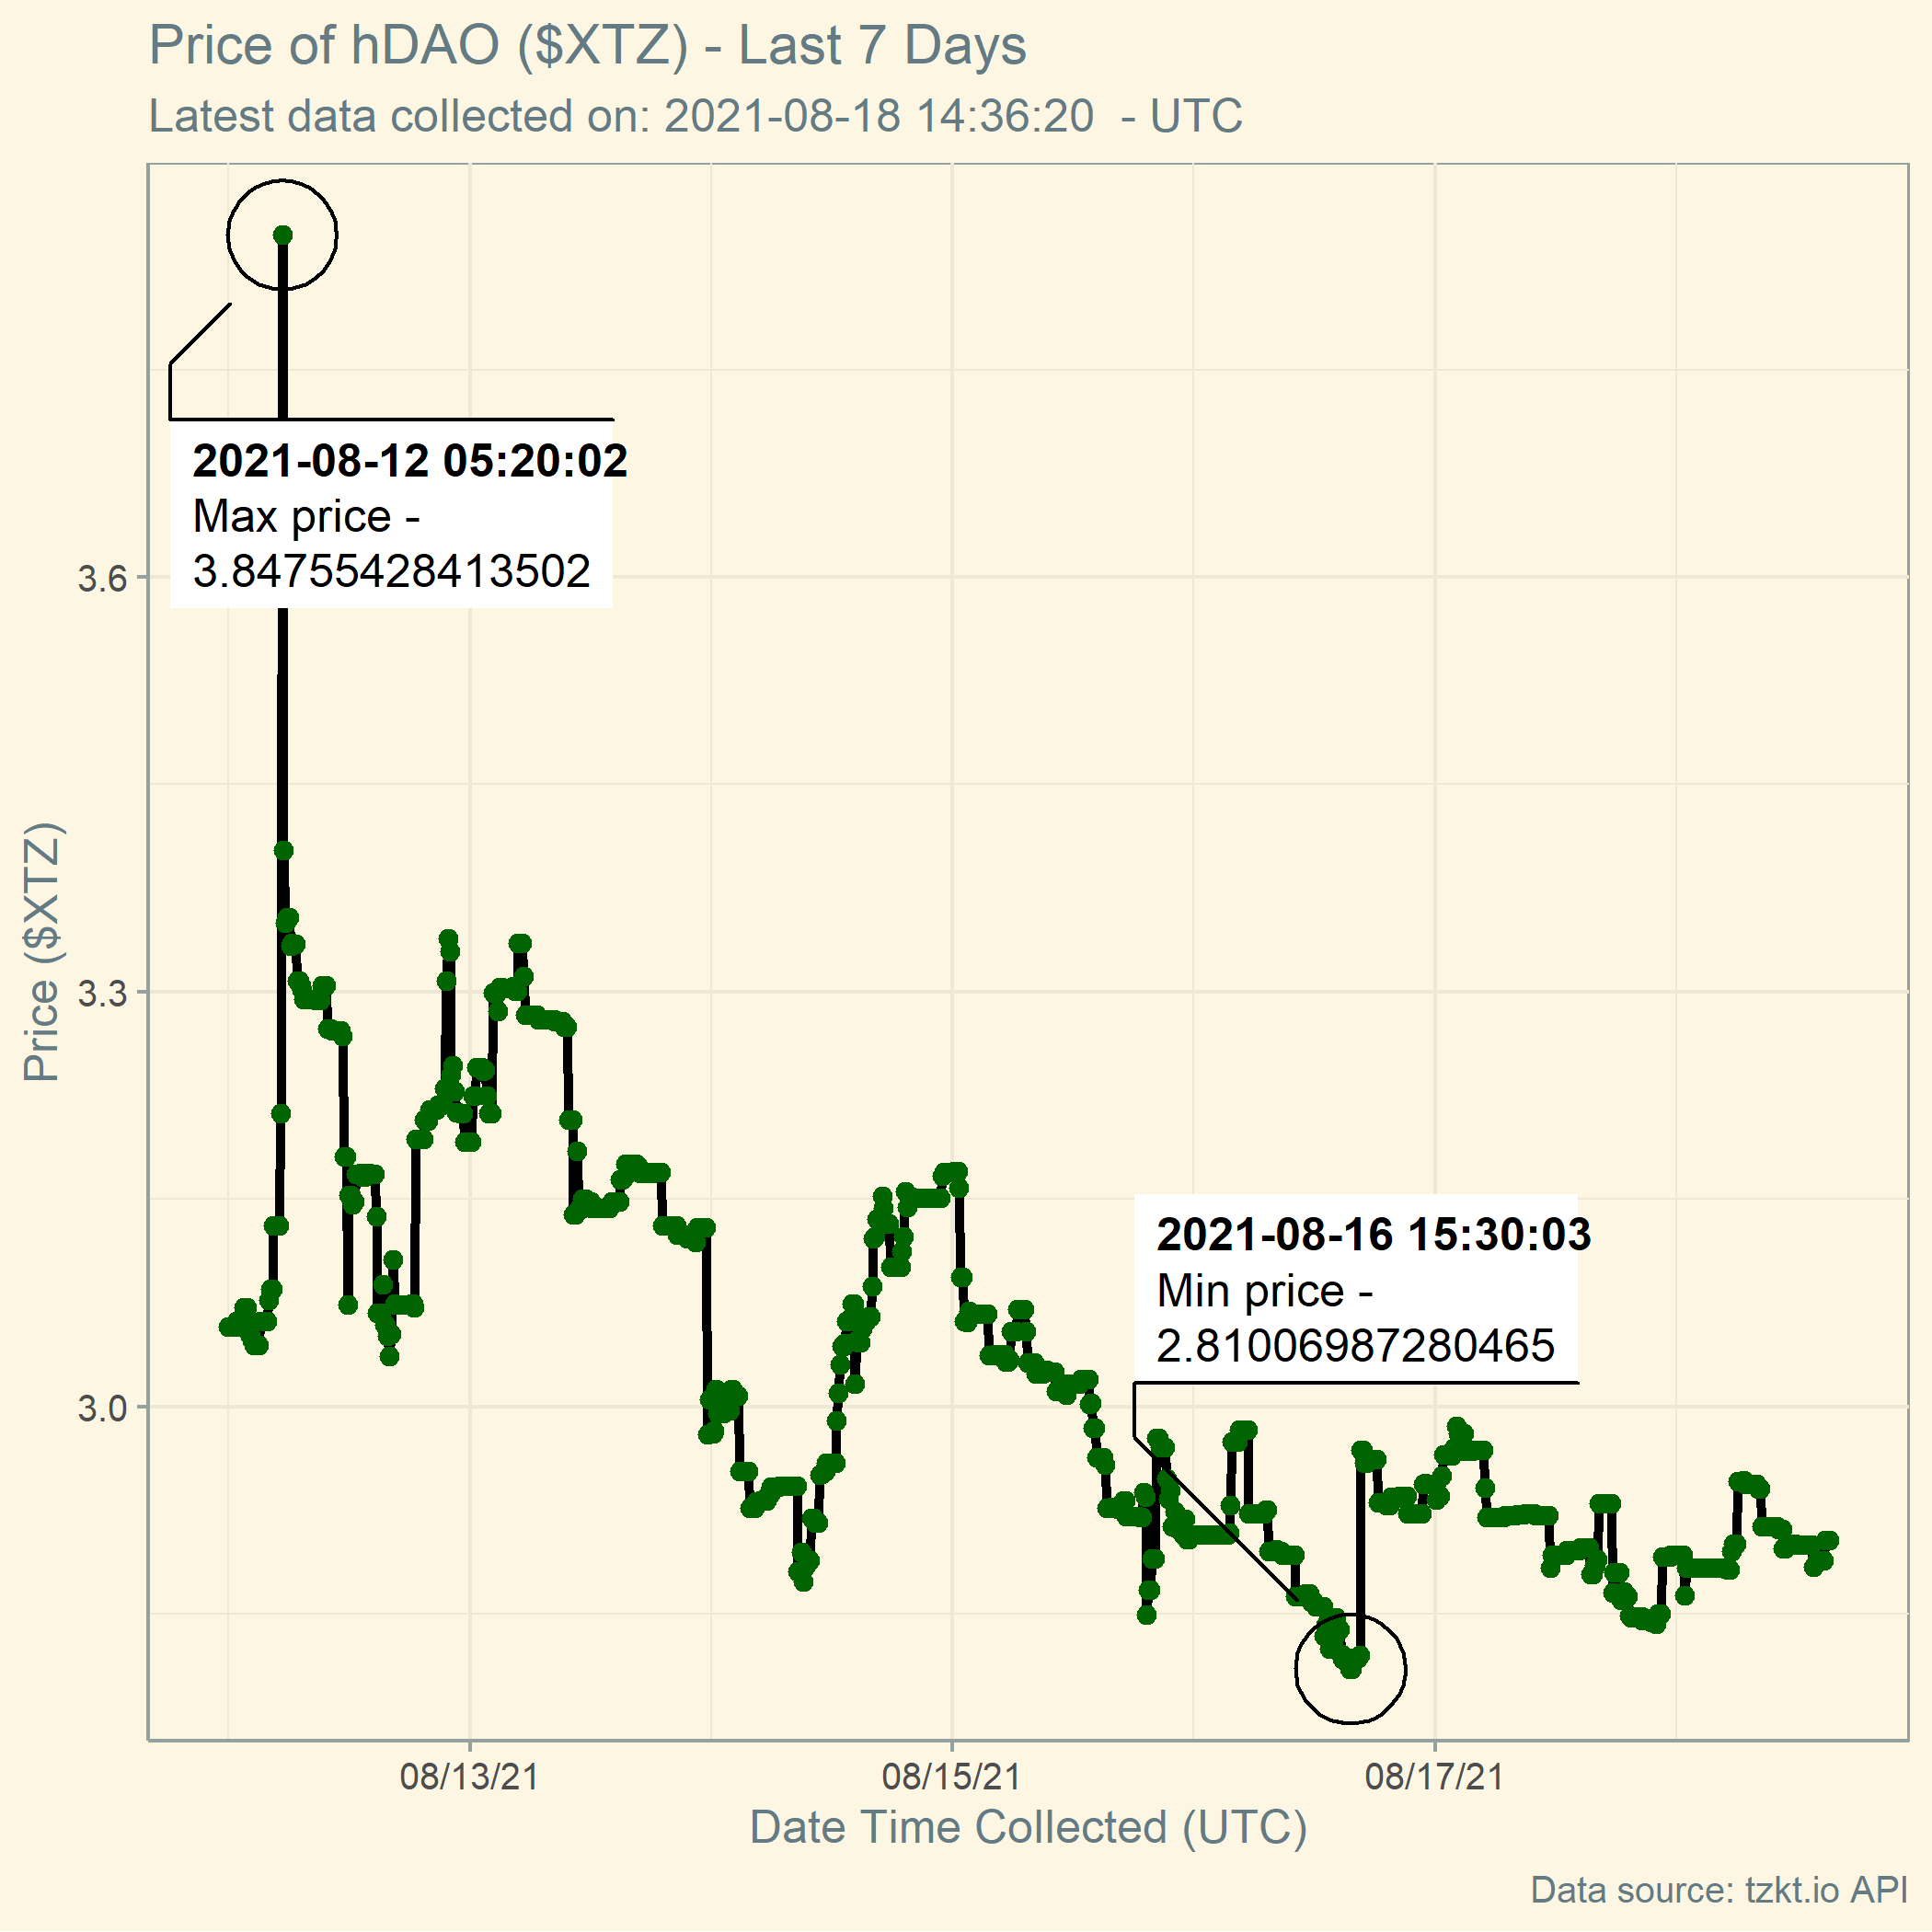 Price of hDAO ($XTZ) - Last 7 Days
Latest data collected on: 2021-08-18 14:36:20  - UTC
2021-08-12 05:20:02
Max price -
3.84755428413502
3.6
3.3
3.0
Price ($XTZ)
2021-08-16 15:30:03
Min price -
2.81006987280465
08/13/21
08/15/21
08/17/21
Date Time Collected (UTC)
Data source: tzkt.io API